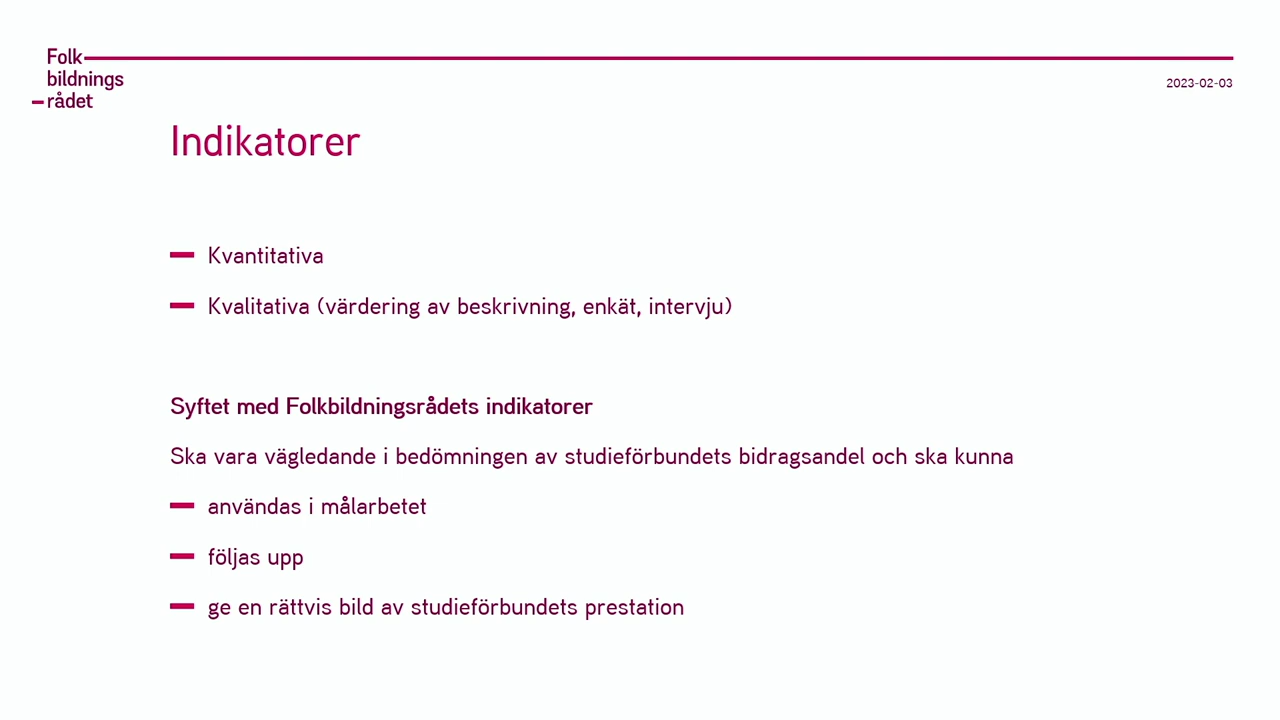 Folk
bildnings
rådet
2023-02-03
Indikatorer
Kvantitativa
Kvalitativa (värdering av beskrivning, enkät, intervju)
Syftet med Folkbildningsrådets indikatorer
Ska vara vägledande i bedömningen av studieförbundets bidragsandel och ska kunna
användas i målarbetet
följas upp
ge en rättvis bild av studieförbundets prestation